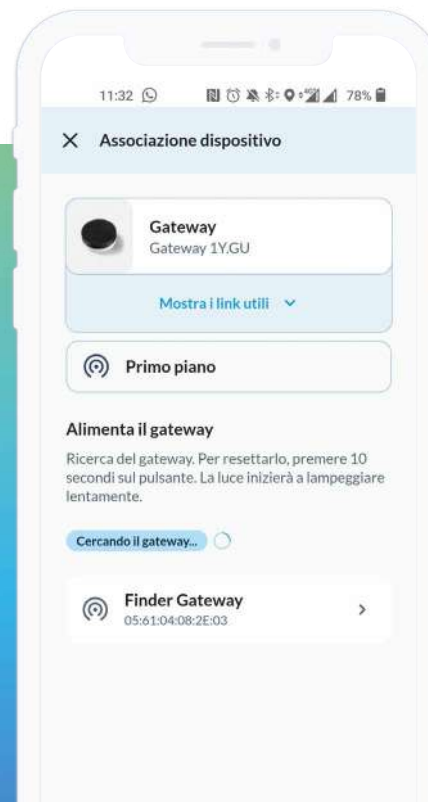 11:32 78%
Associazione dispositivo
Gateway
Gateway 1Y.GU
Mostra i link utili
Primo piano
Alimenta il gateway
Ricerca del gateway. Per resettarlo, premere 10
secondi sul pulsante. La luce inizierà a lampeggiare
lentamente.
Cercando il gateway...
Finder Gateway
05:61:04:08:2E:03